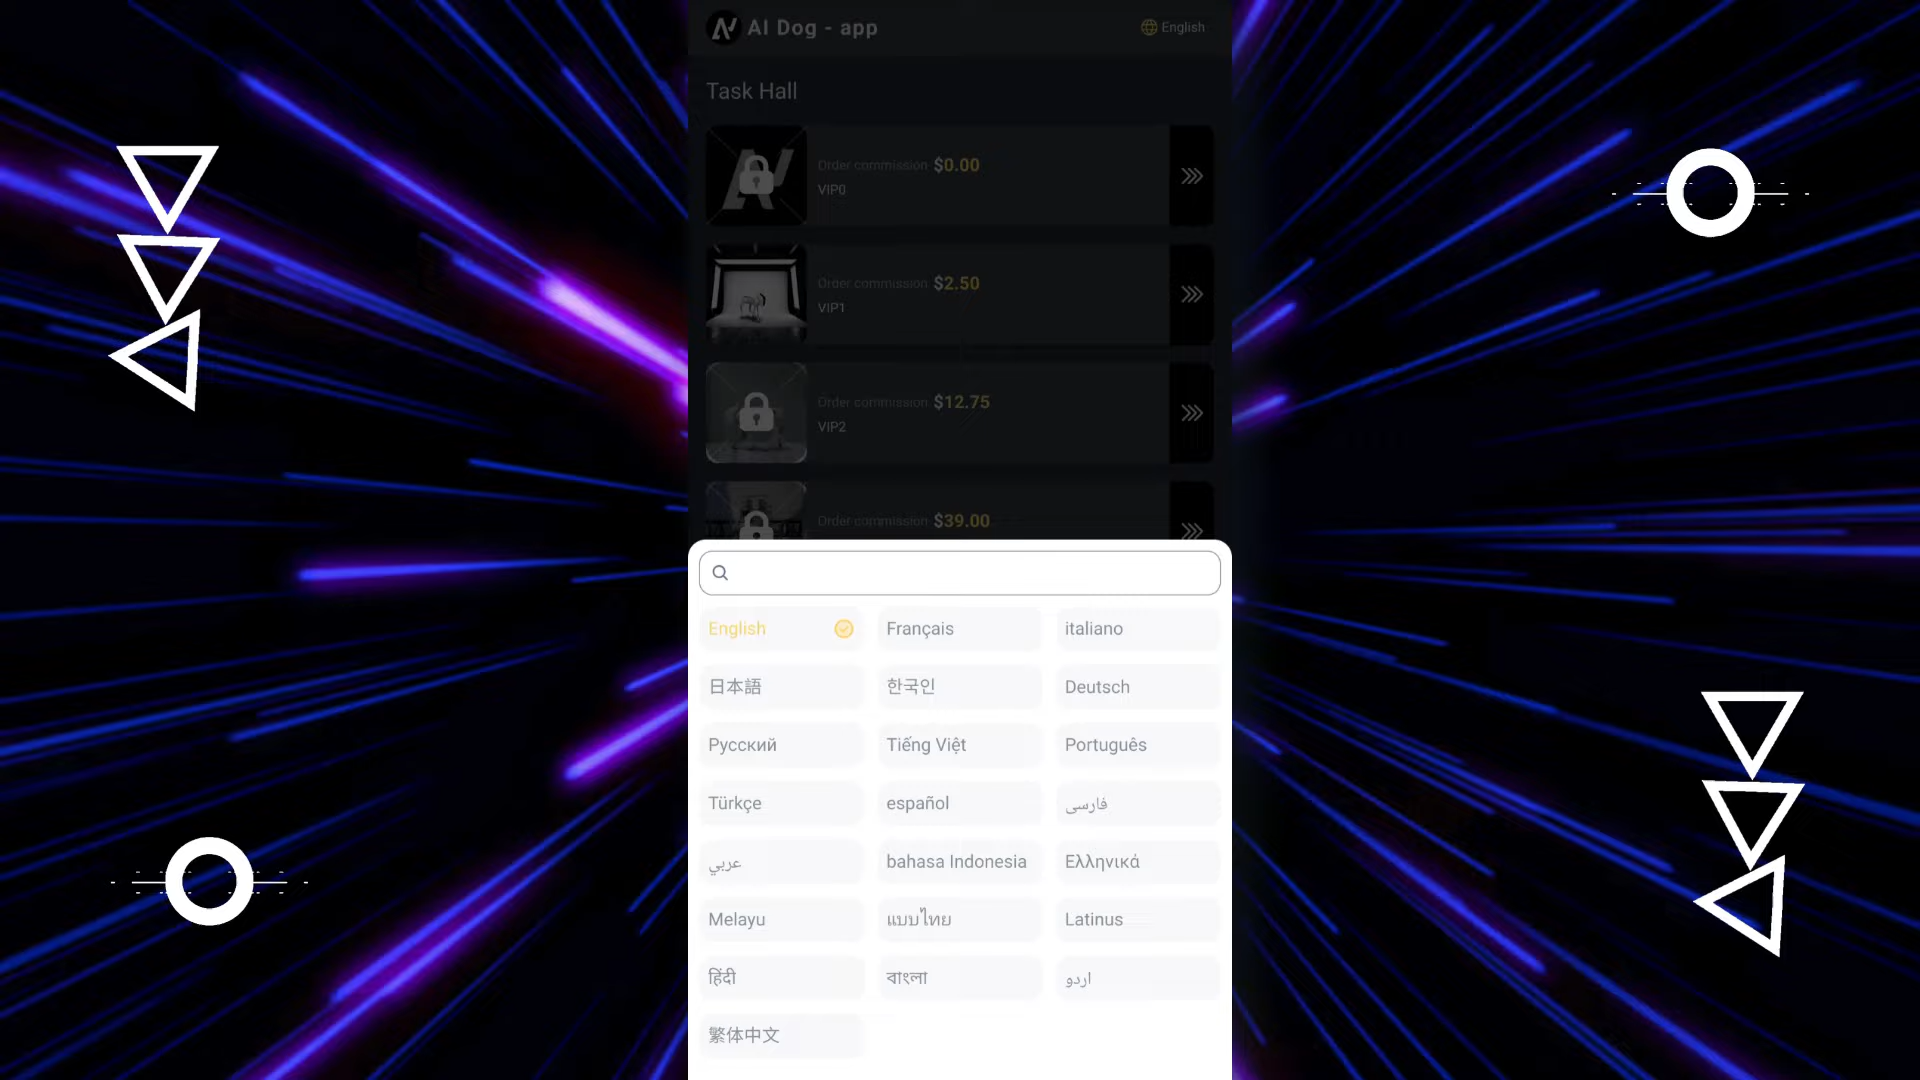 AI Dog - app
English
Task Hall
Order commission $0.00
VIP0
Order commission $2.50
VIP1
Order commission $12.75
VIP2
Order commission $39.00
English
Français
italiano
日本語
한국인
Deutsch
Русский
Tiếng Việt
Português
Türkçe
español
فارسی
عربي
bahasa Indonesia
Ελληνικά
Melayu
แบบไทย
Latinus
हिंदी
বাংলা
اردو
繁体中文